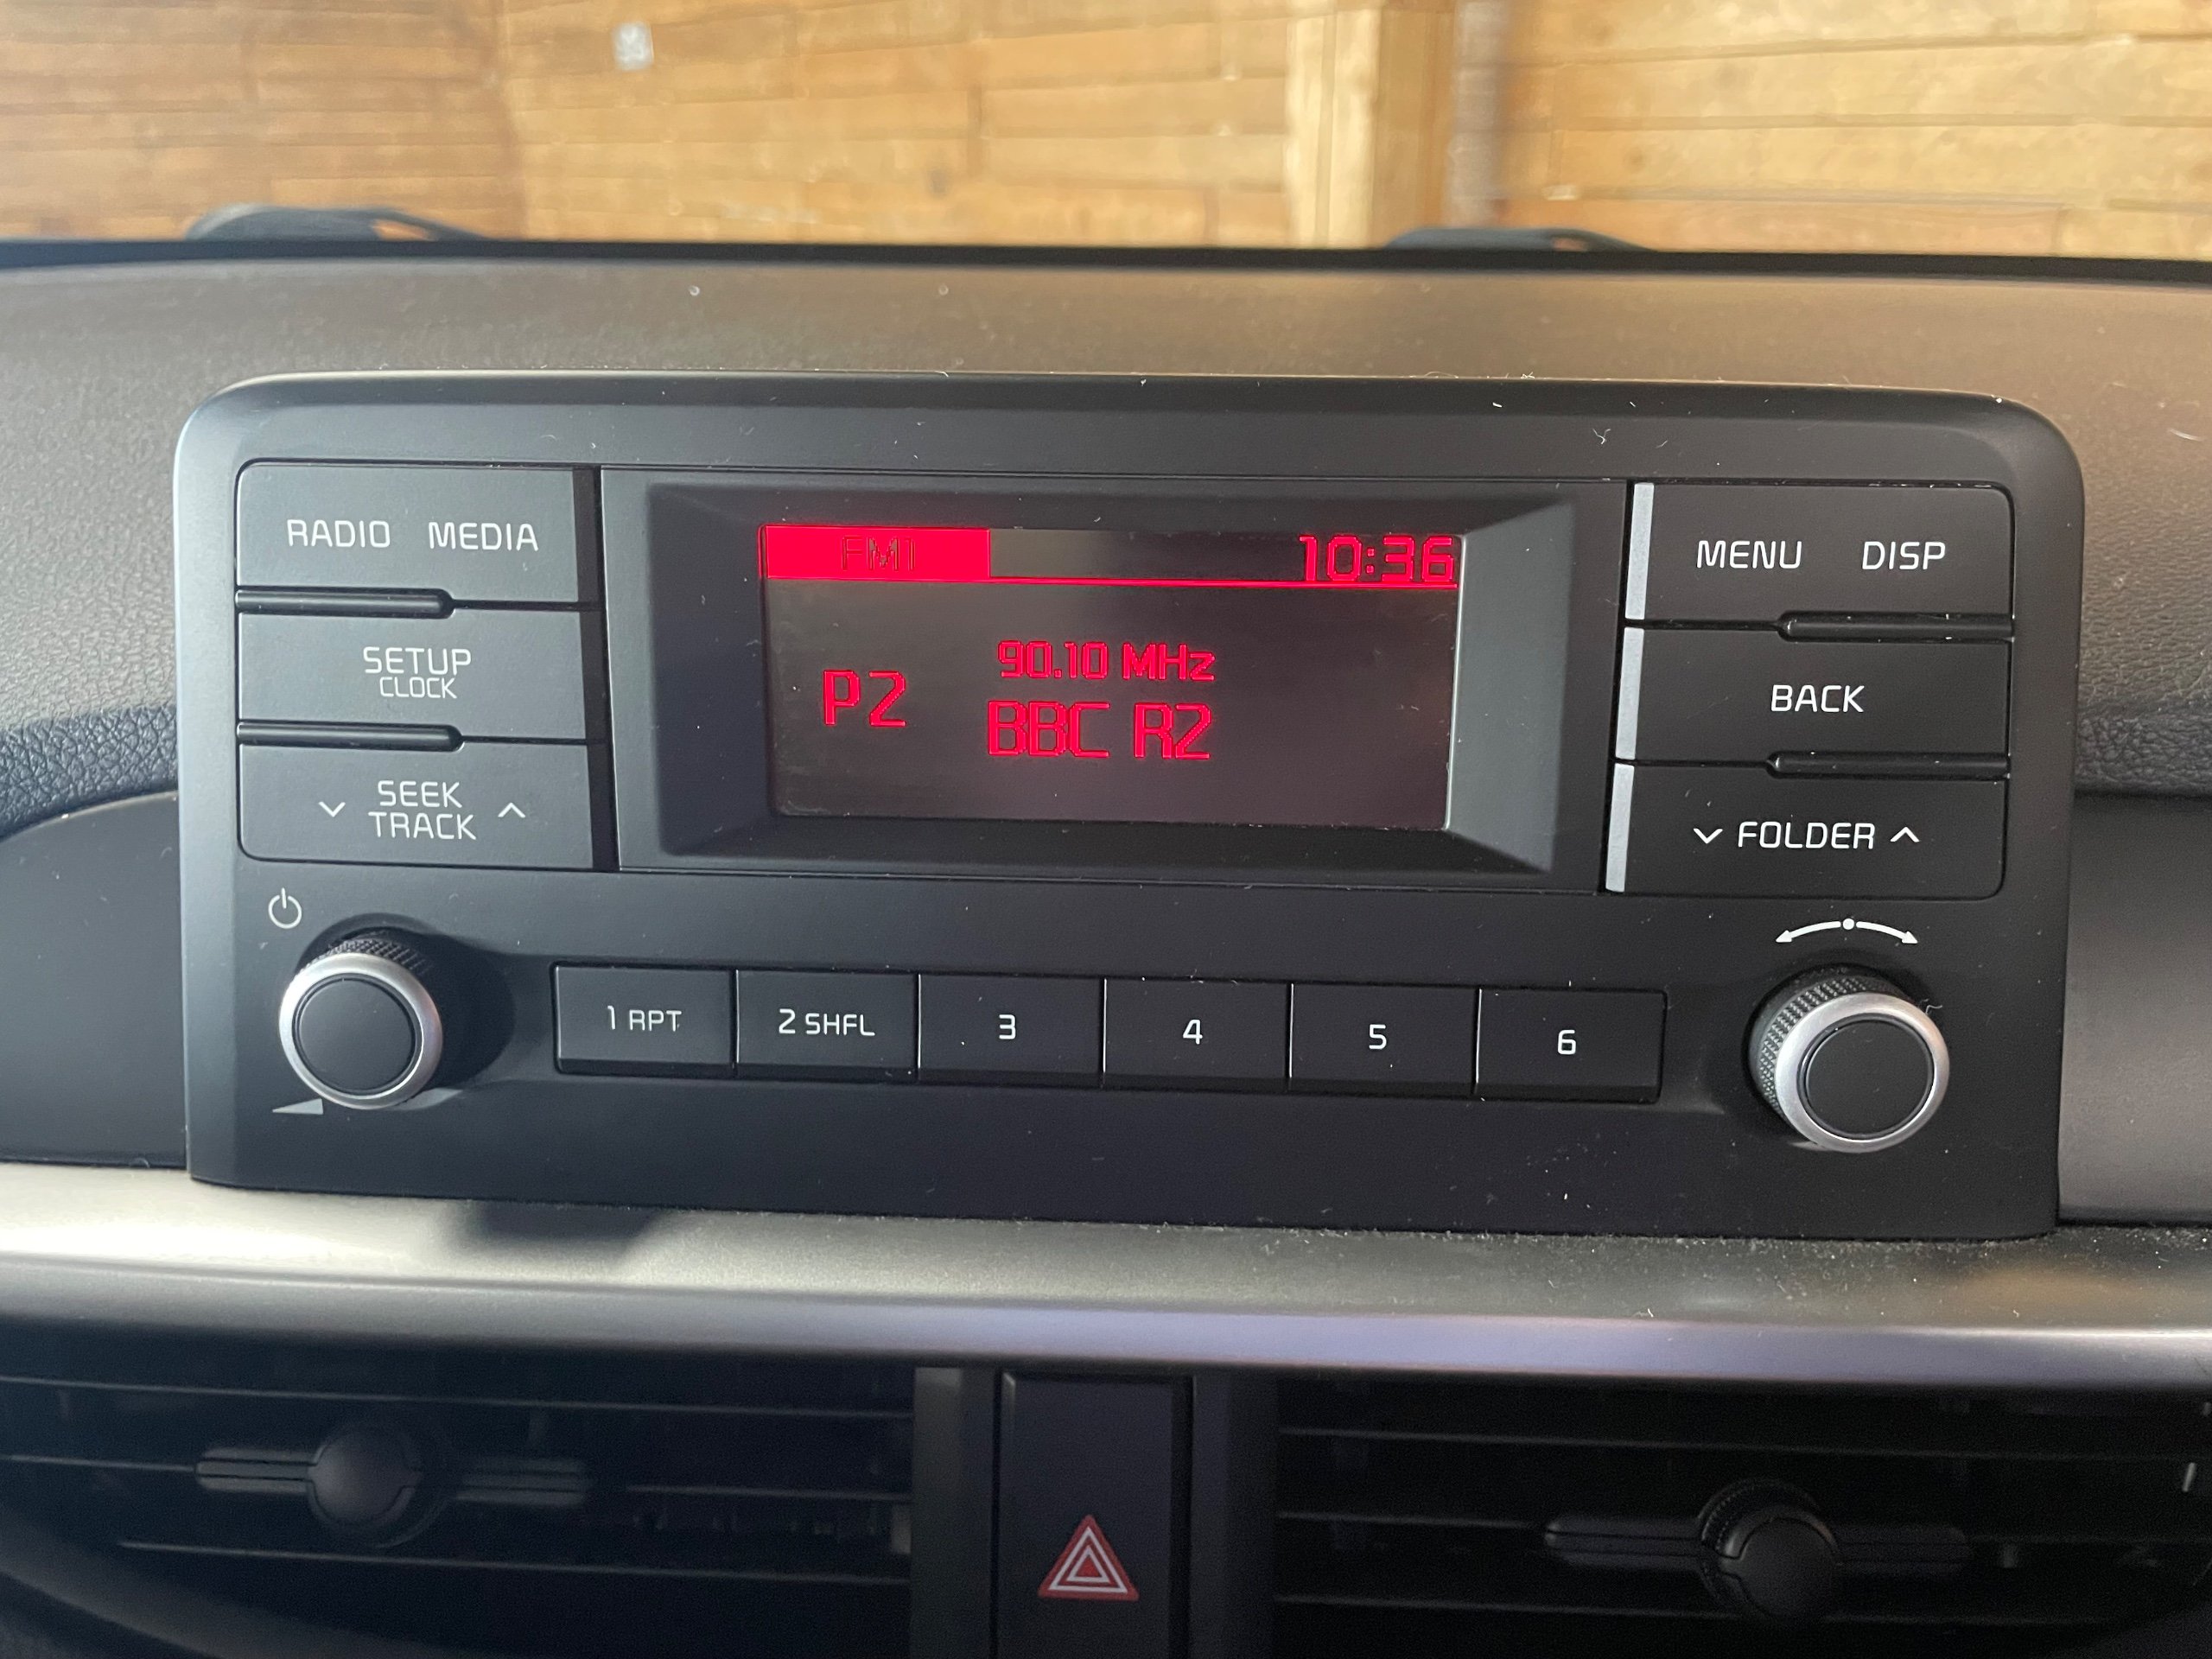 RADIO MEDIA
SETUP
CLOCK
SEEK
TRACK
FM1 10:36
90.10 MHz
P2 BBC R2
MENU DISP
BACK
FOLDER
1 RPT 2 SHFL 3 4 5 6